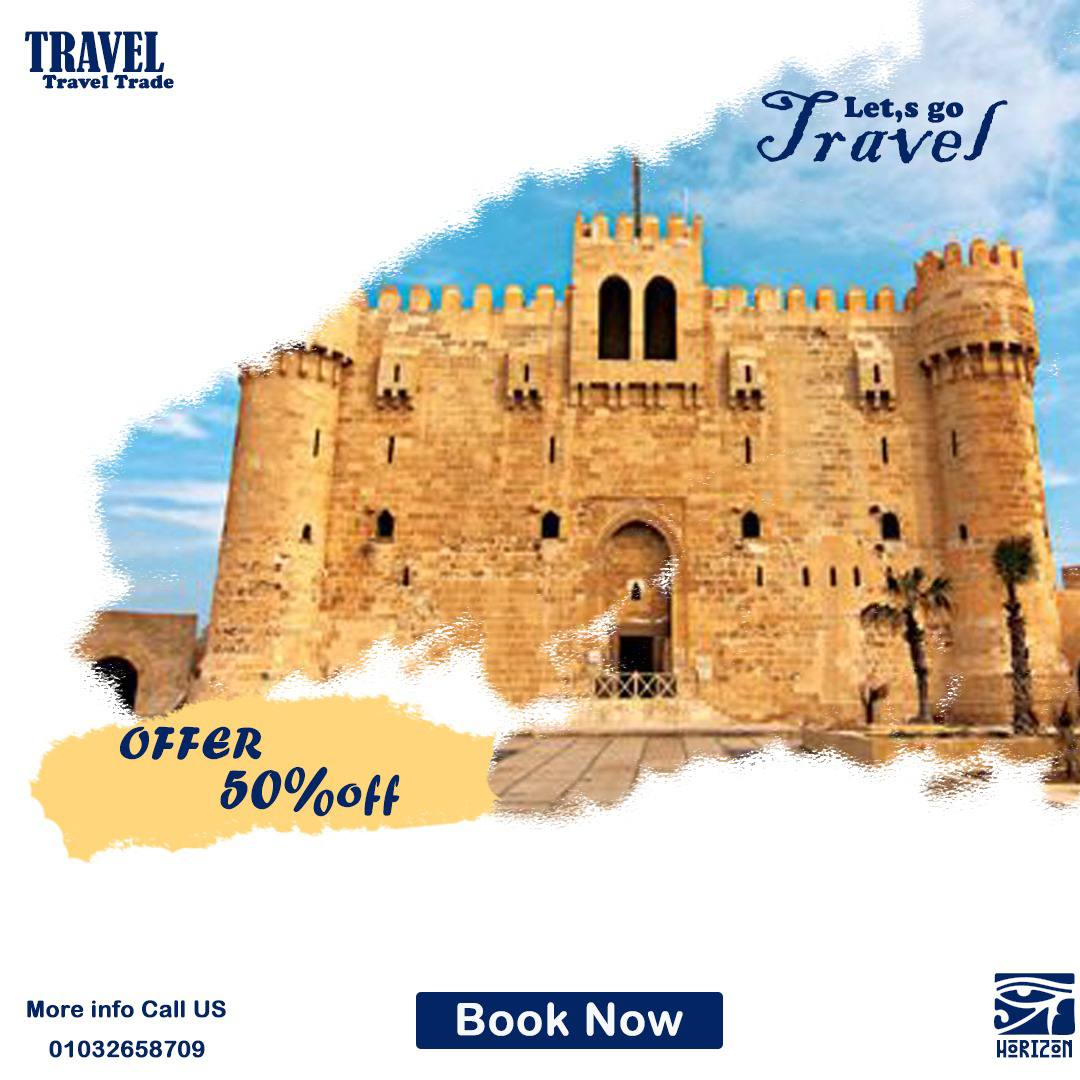 TRAVEL
Travel Trade
Let,s go
Travel
OFFER
50%off
More info Call US
01032658709
Book Now
HORIZON